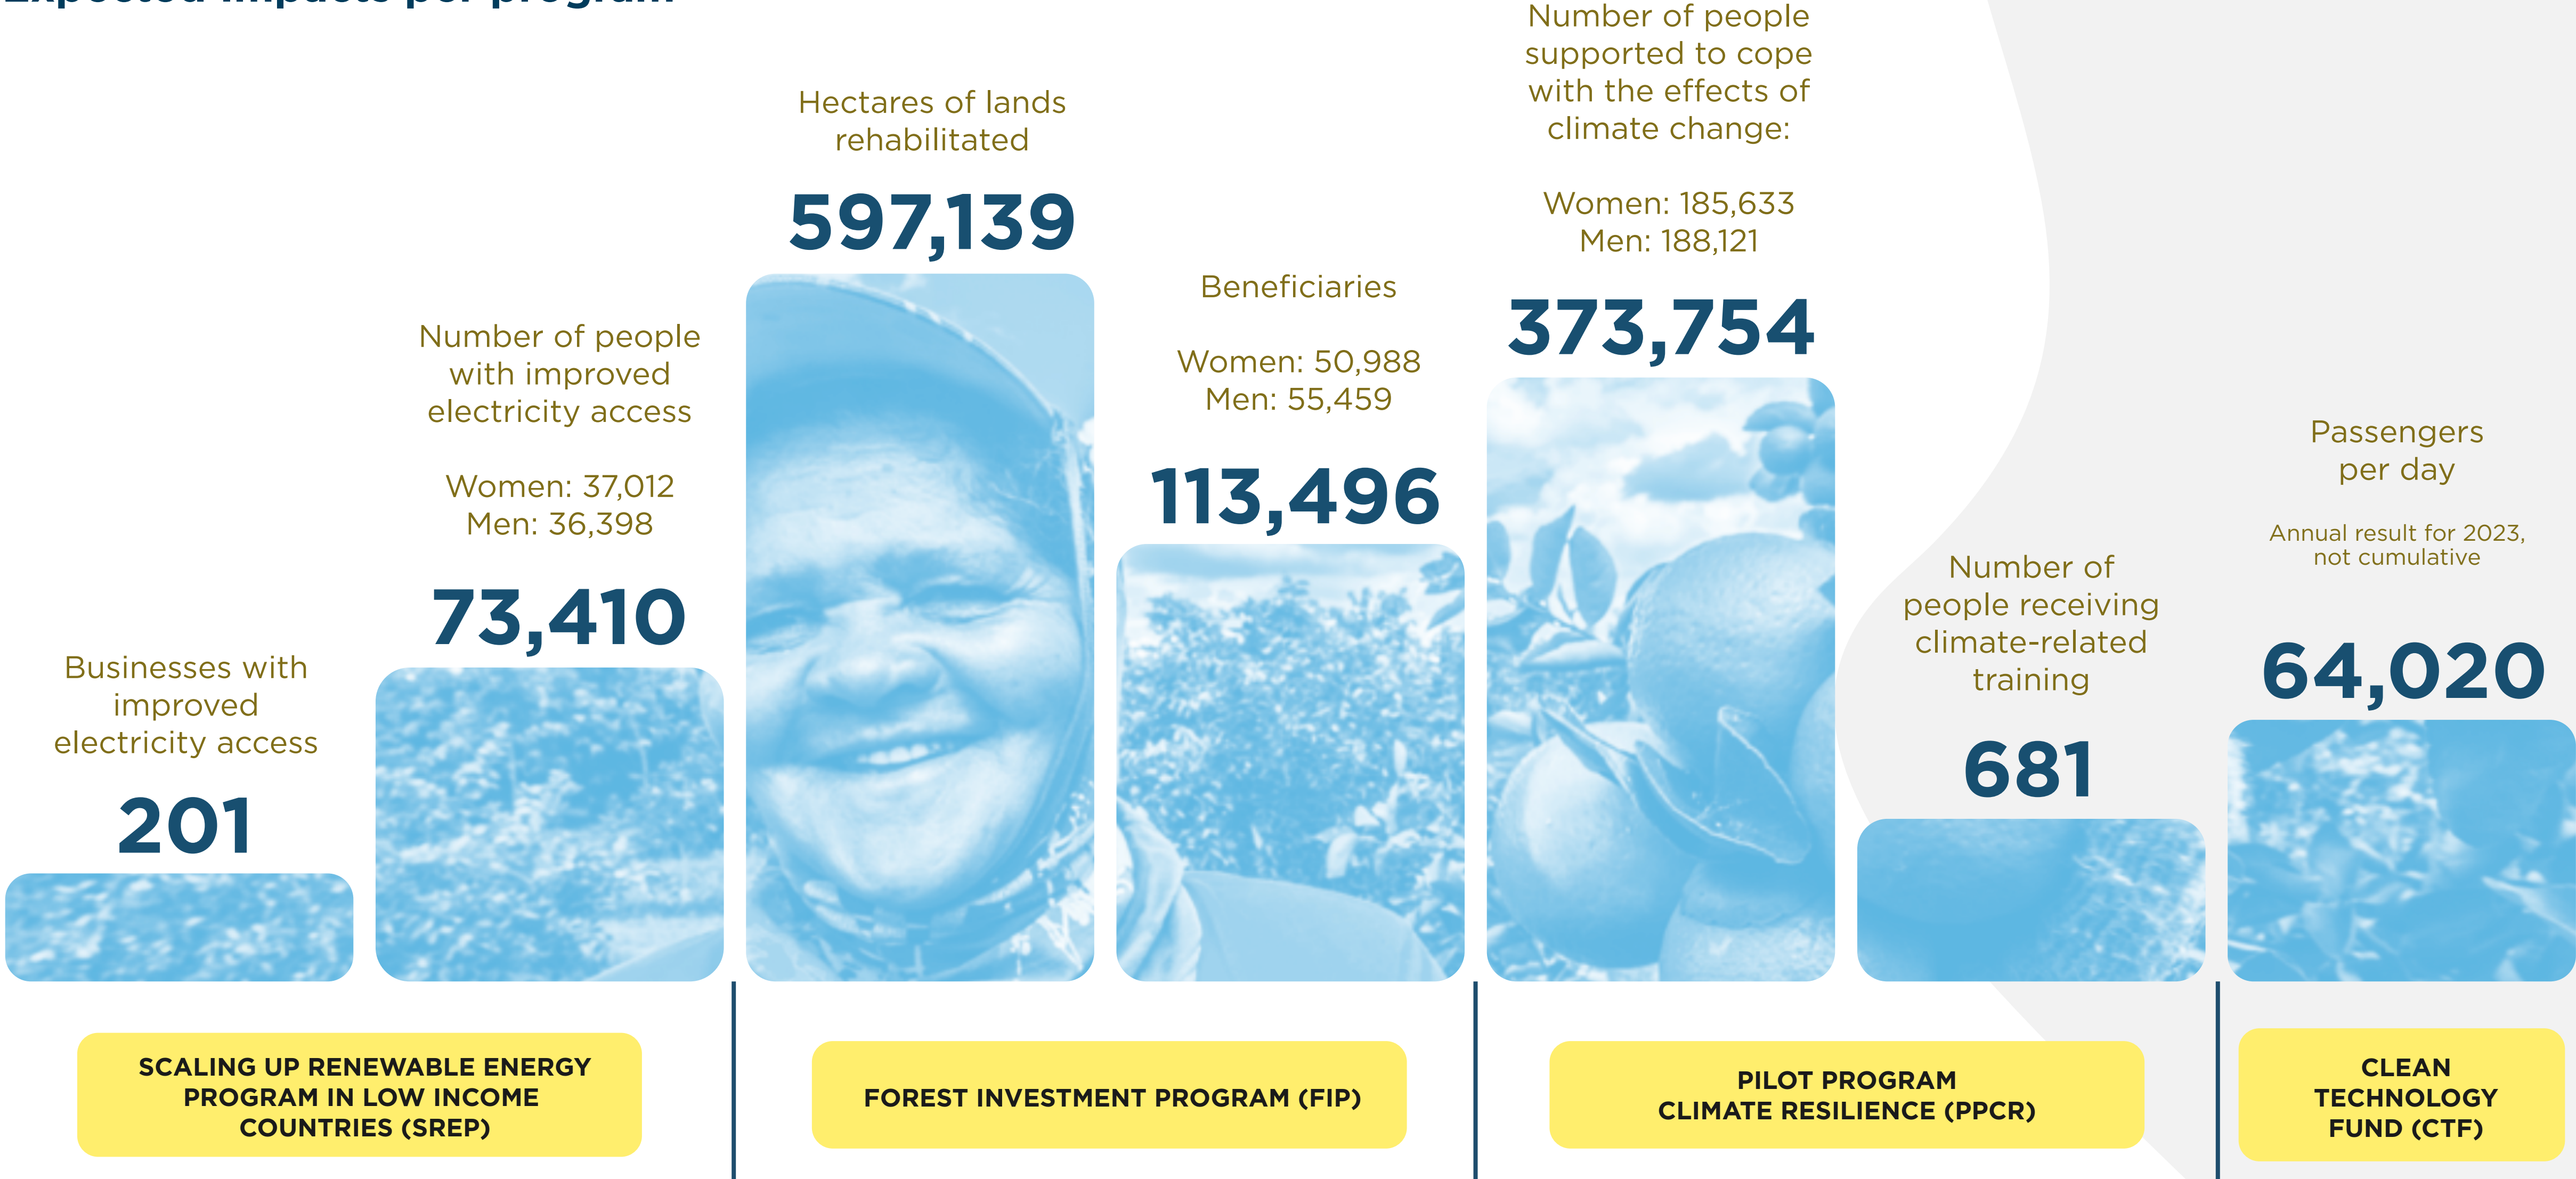 Expected impacts per program
Businesses with
improved
electricity access
201
Number of people
with improved
electricity access
Women: 37,012
Men: 36,398
73,410
Hectares of lands
rehabilitated
597,139
Beneficiaries
Women: 50,988
Men: 55,459
113,496
Number of people
supported to cope
with the effects of
climate change:
Women: 185,633
Men: 188,121
373,754
Number of
people receiving
climate-related
training
681
Passengers
per day
Annual result for 2023,
not cumulative
64,020
SCALING UP RENEWABLE ENERGY
PROGRAM IN LOW INCOME
COUNTRIES (SREP)
FOREST INVESTMENT PROGRAM (FIP)
PILOT PROGRAM
CLIMATE RESILIENCE (PPCR)
CLEAN
TECHNOLOGY
FUND (CTF)